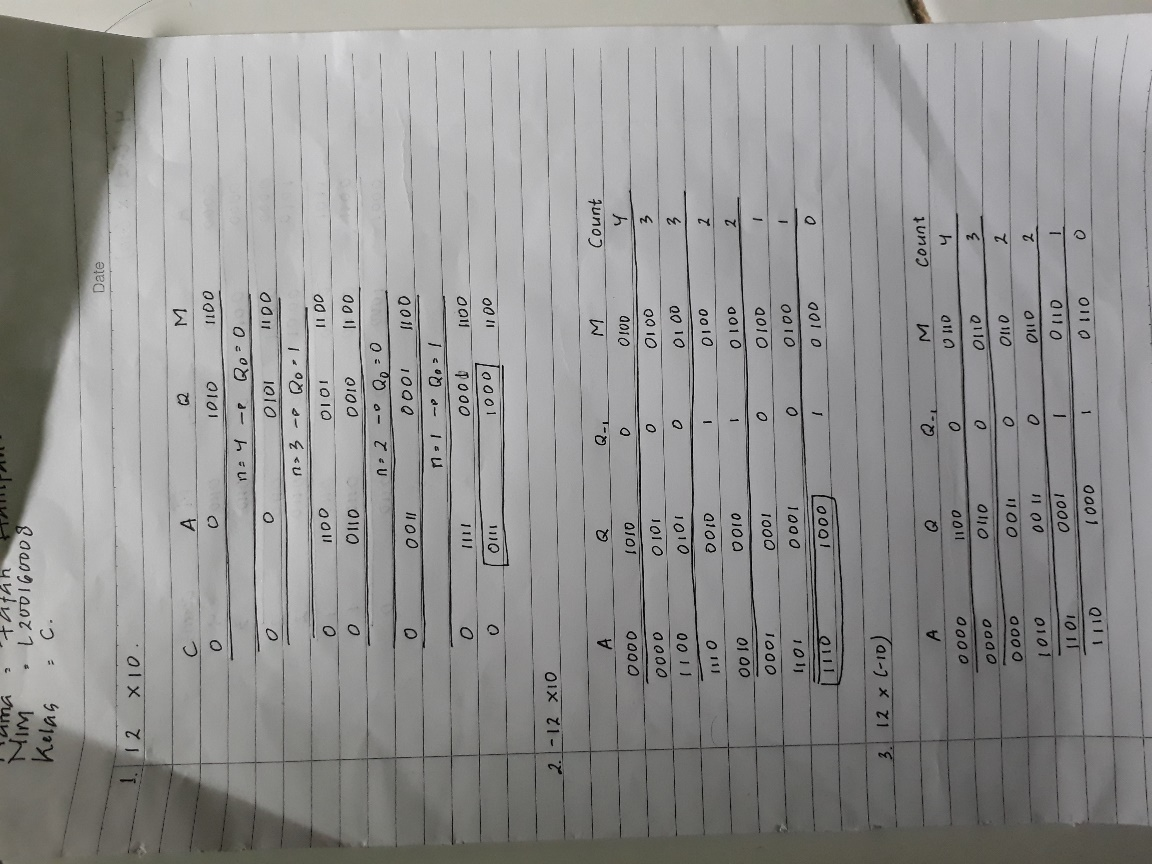 NIM = L200160008
Kelas = C.
Date
1. 12 x 10.
C A Q M
0 0 1010 1100
n = 4 → Q0 = 0
0 0 0101 1100
n = 3 → Q0 = 1
0 1100 0101 1100
0 0110 0010 1100
n = 2 → Q0 = 0
0 0011 0001 1100
n = 1 → Q0 = 1
0 1111 0001 1100
0 0111 1000 1100
2. -12 x10
A Q Q-1 M Count
0000 1010 0 0100 4
0000 0101 0 0100 3
1100 0101 0 0100 3
1110 0010 1 0100 2
0010 0010 1 0100 2
0001 0001 0 0100 1
1101 0001 0 0100 1
1110 1000 1 0100 0
3. 12 x (-10)
A Q Q-1 M Count
0000 1100 0 0110 4
0000 0110 0 0110 3
0000 0011 0 0110 2
1010 0011 0 0110 2
1101 0001 1 0110 1
1110 1000 1 0110 0